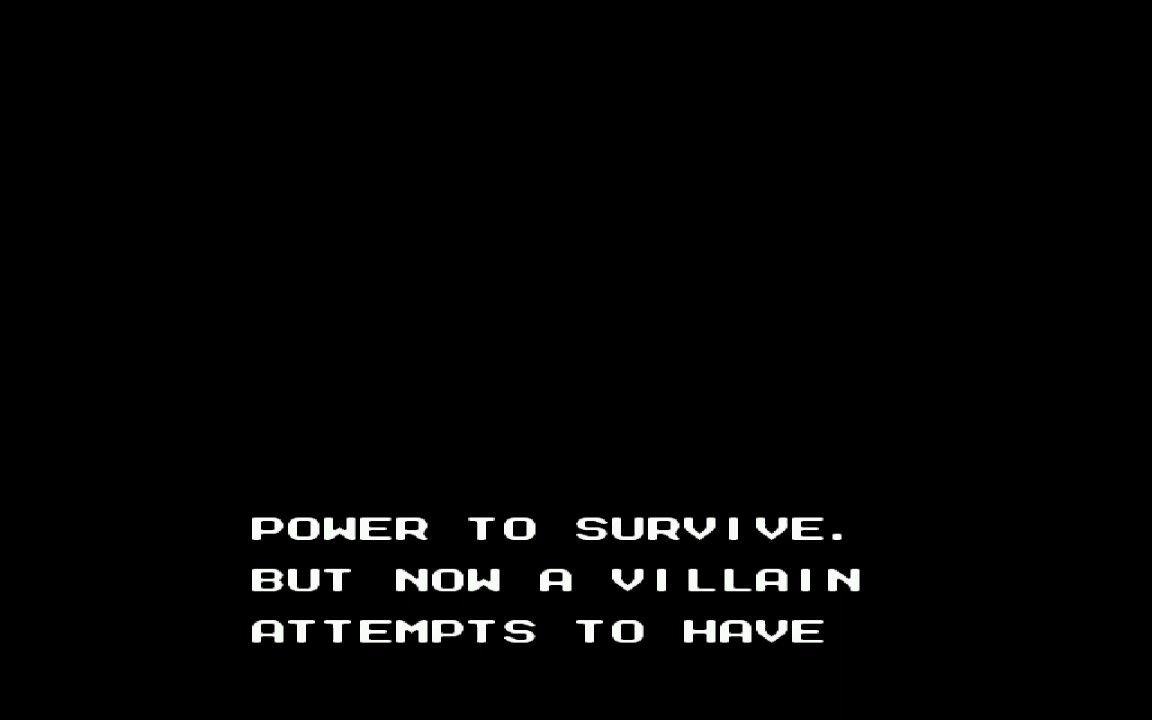 POWER TO SURVIVE.
BUT NOW A VILLAIN
ATTEMPTS TO HAVE